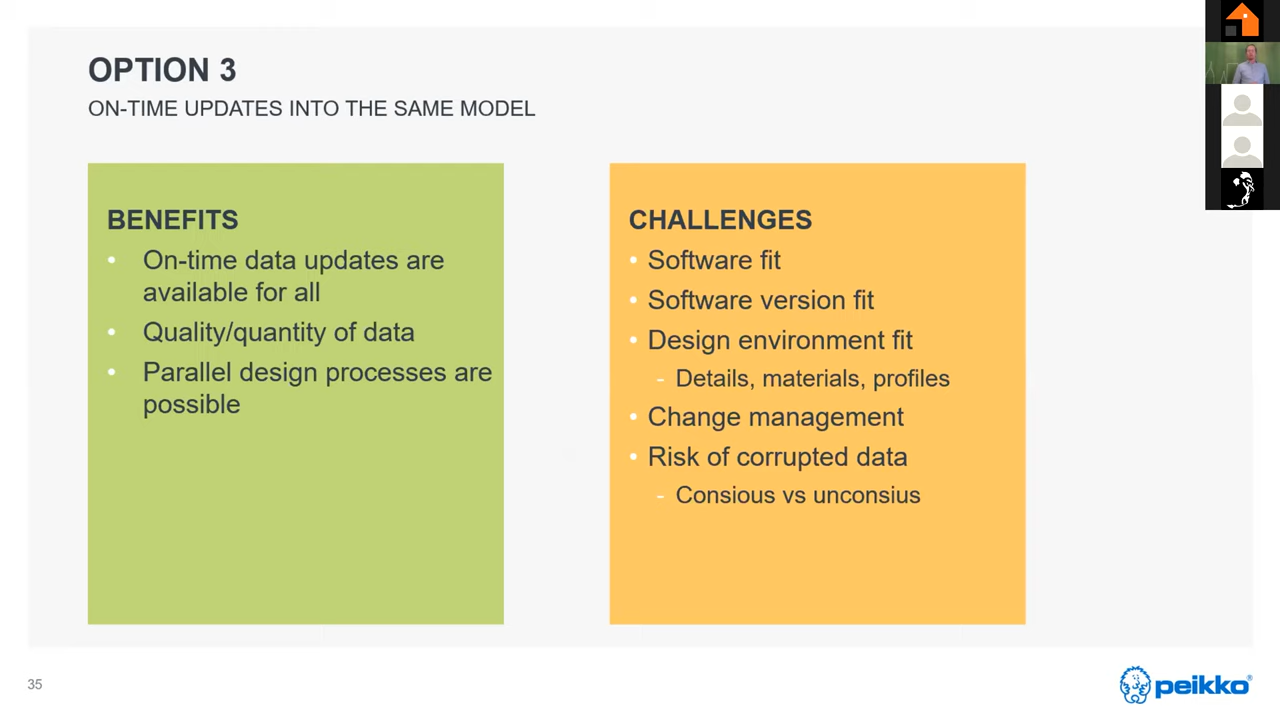 OPTION 3
ON-TIME UPDATES INTO THE SAME MODEL
BENEFITS
• On-time data updates are
available for all
• Quality/quantity of data
• Parallel design processes are
possible
CHALLENGES
• Software fit
• Software version fit
• Design environment fit
- Details, materials, profiles
• Change management
• Risk of corrupted data
- Consious vs unconsius
35
peikko®